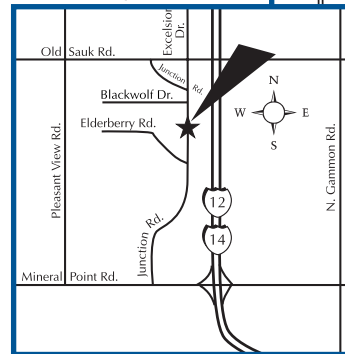 Excelsior Dr.
Old Sauk Rd.
Junction Rd.
Blackwolf Dr.
Elderberry Rd.
N
W E
S
Pleasant View Rd.
N. Gammon Rd.
12
14
Junction Rd.
Mineral Point Rd.